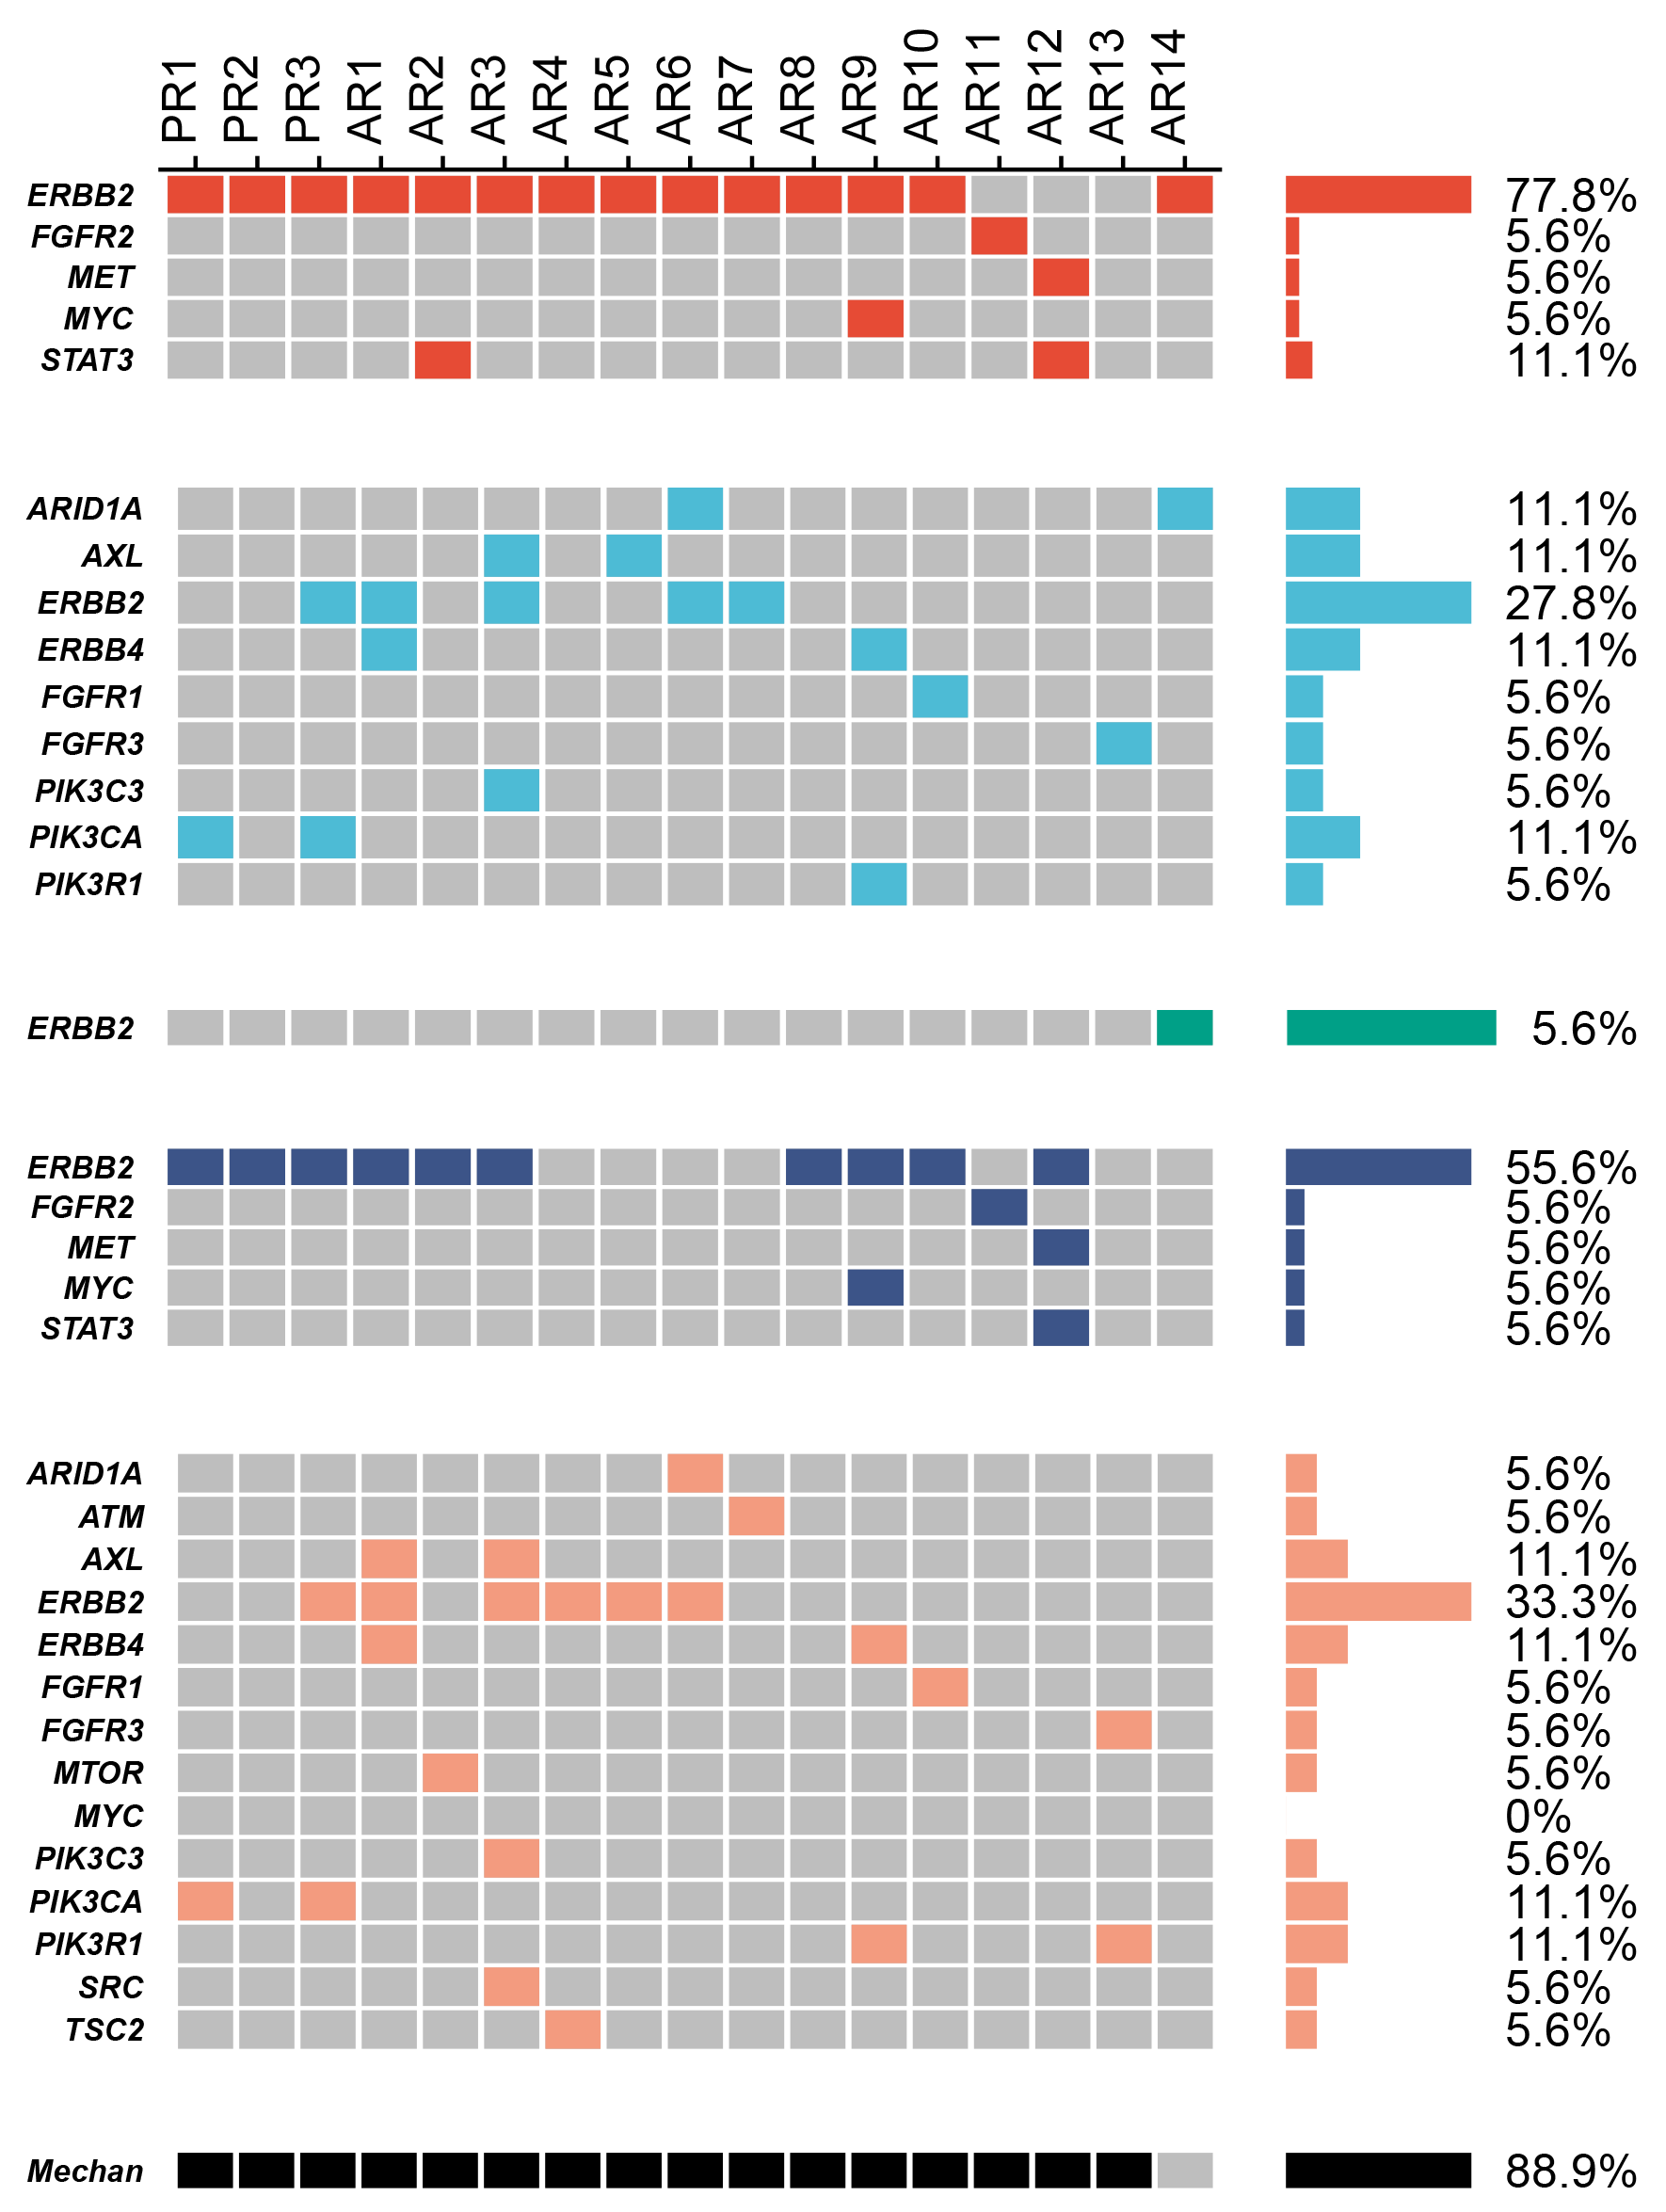 PR1 PR2 PR3 AR1 AR2 AR3 AR4 AR5 AR6 AR7 AR8 AR9 AR10 AR11 AR12 AR13 AR14
ERBB2 77.8%
FGFR2 5.6%
MET 5.6%
MYC 5.6%
STAT3 11.1%
ARID1A 11.1%
AXL 11.1%
ERBB2 27.8%
ERBB4 11.1%
FGFR1 5.6%
FGFR3 5.6%
PIK3C3 5.6%
PIK3CA 11.1%
PIK3R1 5.6%
ERBB2 5.6%
ERBB2 55.6%
FGFR2 5.6%
MET 5.6%
MYC 5.6%
STAT3 5.6%
ARID1A 5.6%
ATM 5.6%
AXL 11.1%
ERBB2 33.3%
ERBB4 11.1%
FGFR1 5.6%
FGFR3 5.6%
MTOR 5.6%
MYC 0%
PIK3C3 5.6%
PIK3CA 11.1%
PIK3R1 11.1%
SRC 5.6%
TSC2 5.6%
Mechan 88.9%